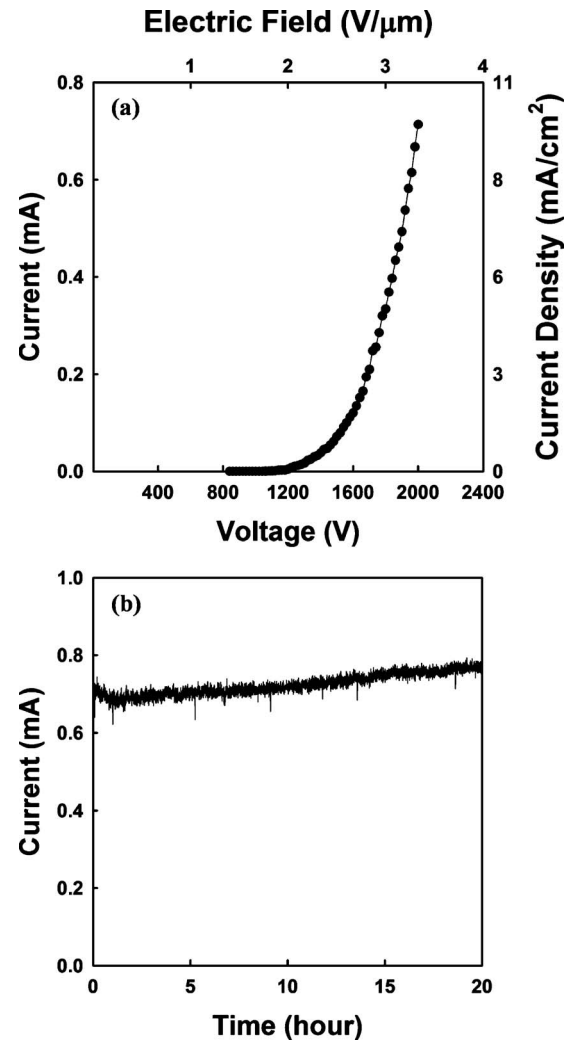 Electric Field (V/μm)
1 2 3 4
0.8 (a) 11
0.6 8
0.4 6
0.2 3
0.0 0
Current (mA)
Current Density (mA/cm²)
400 800 1200 1600 2000 2400
Voltage (V)
1.0
(b)
0.8
0.6
0.4
0.2
0.0
Current (mA)
0 5 10 15 20
Time (hour)